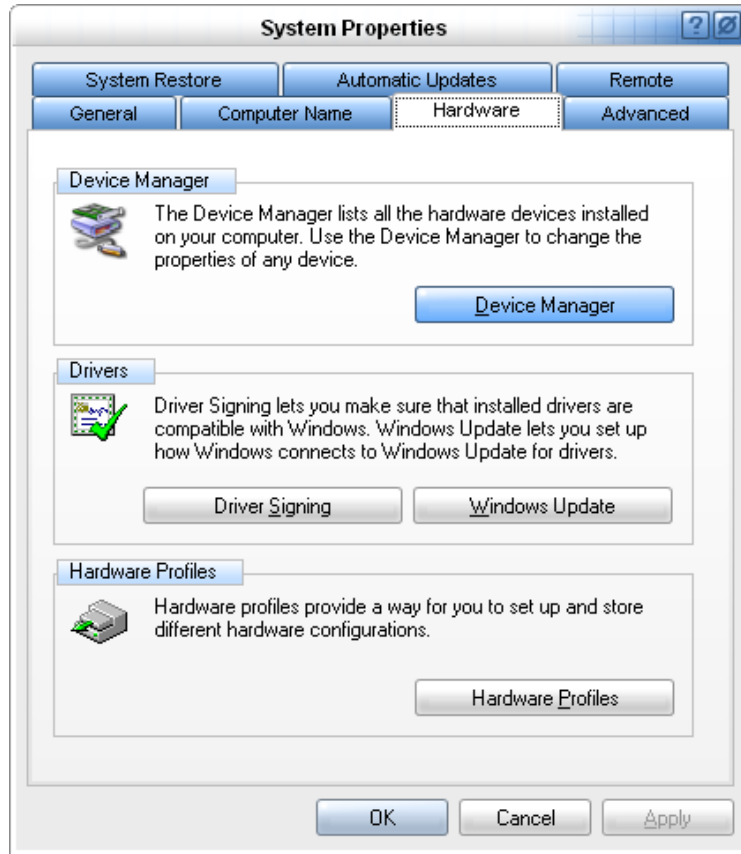 System Properties
System Restore Automatic Updates Remote
General Computer Name Hardware Advanced
Device Manager
The Device Manager lists all the hardware devices installed
on your computer. Use the Device Manager to change the
properties of any device.
Device Manager
Drivers
Driver Signing lets you make sure that installed drivers are
compatible with Windows. Windows Update lets you set up
how Windows connects to Windows Update for drivers.
Driver Signing Windows Update
Hardware Profiles
Hardware profiles provide a way for you to set up and store
different hardware configurations.
Hardware Profiles
OK Cancel Apply